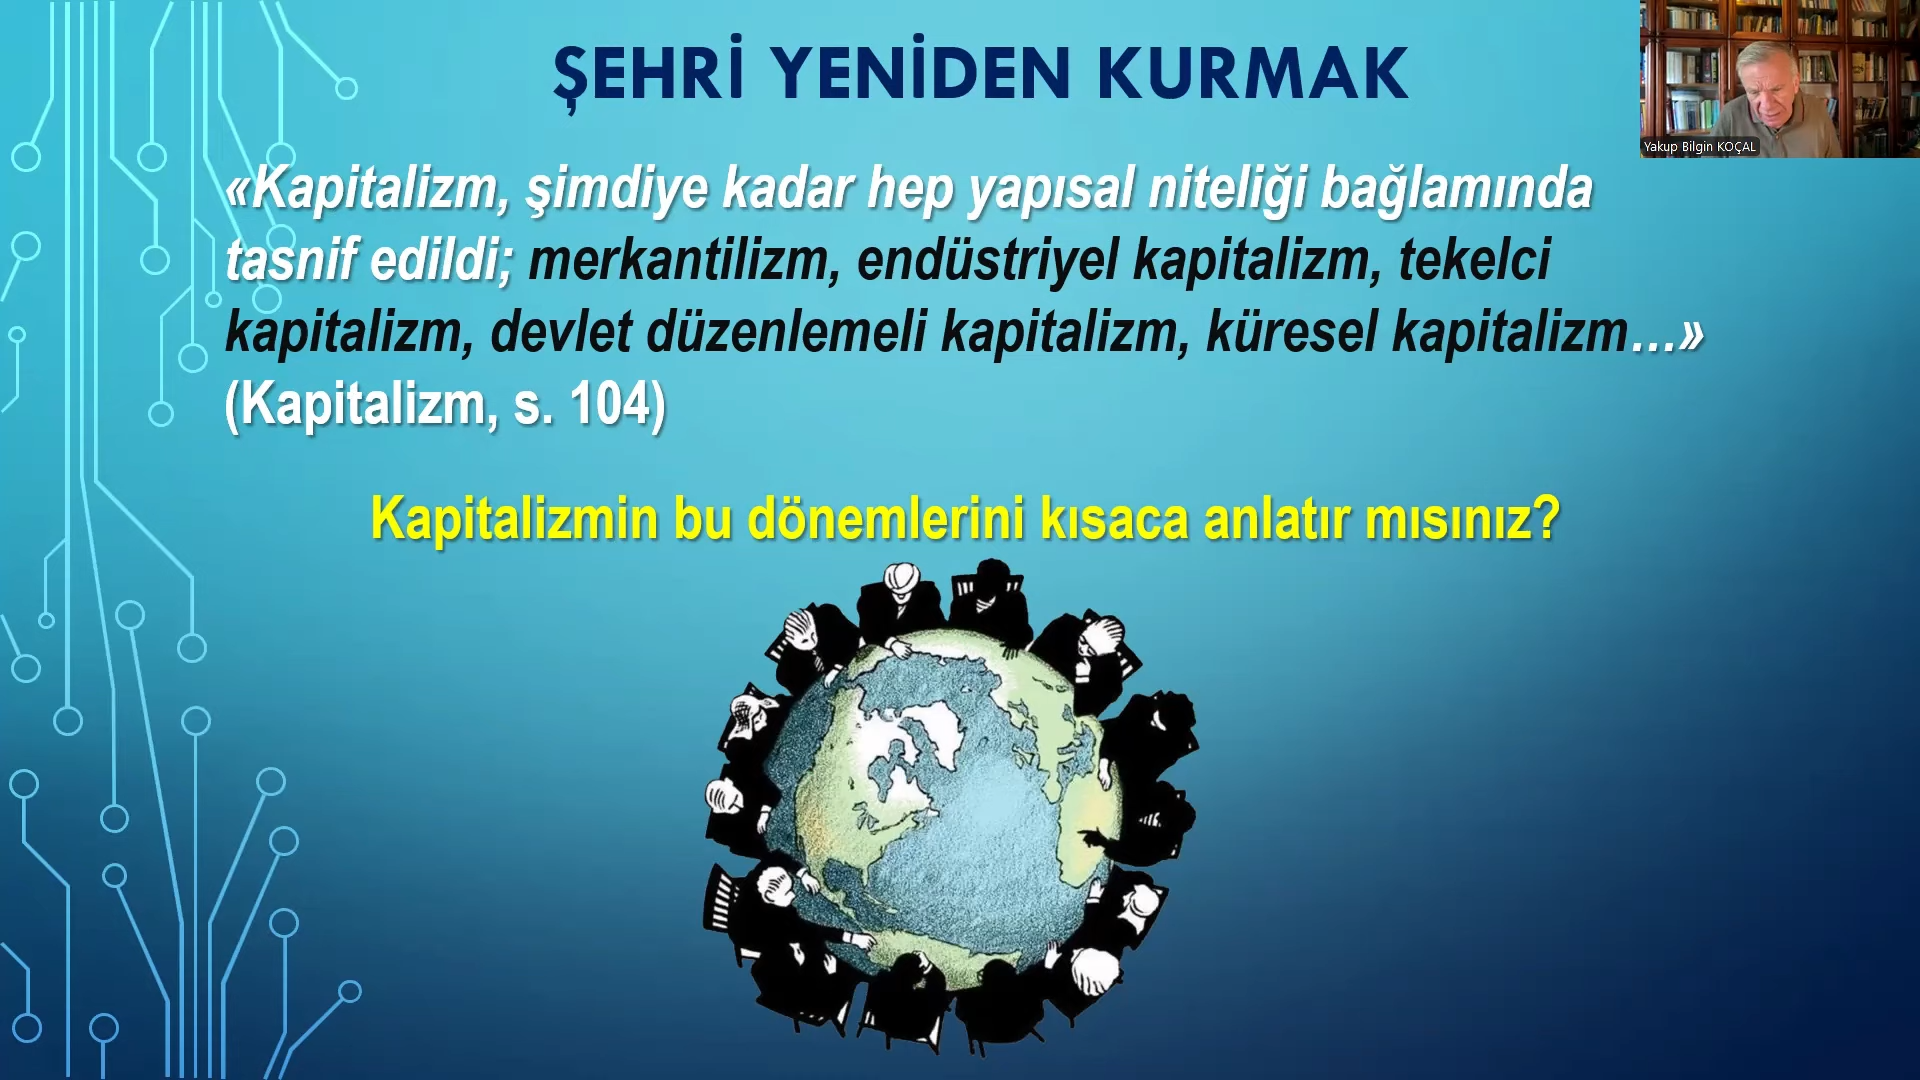 ŞEHRİ YENİDEN KURMAK
Yakup Bilgin KOÇAL
«Kapitalizm, şimdiye kadar hep yapısal niteliği bağlamında
tasnif edildi; merkantilizm, endüstriyel kapitalizm, tekelci
kapitalizm, devlet düzenlemeli kapitalizm, küresel kapitalizm…»
(Kapitalizm, s. 104)
Kapitalizmin bu dönemlerini kısaca anlatır mısınız?